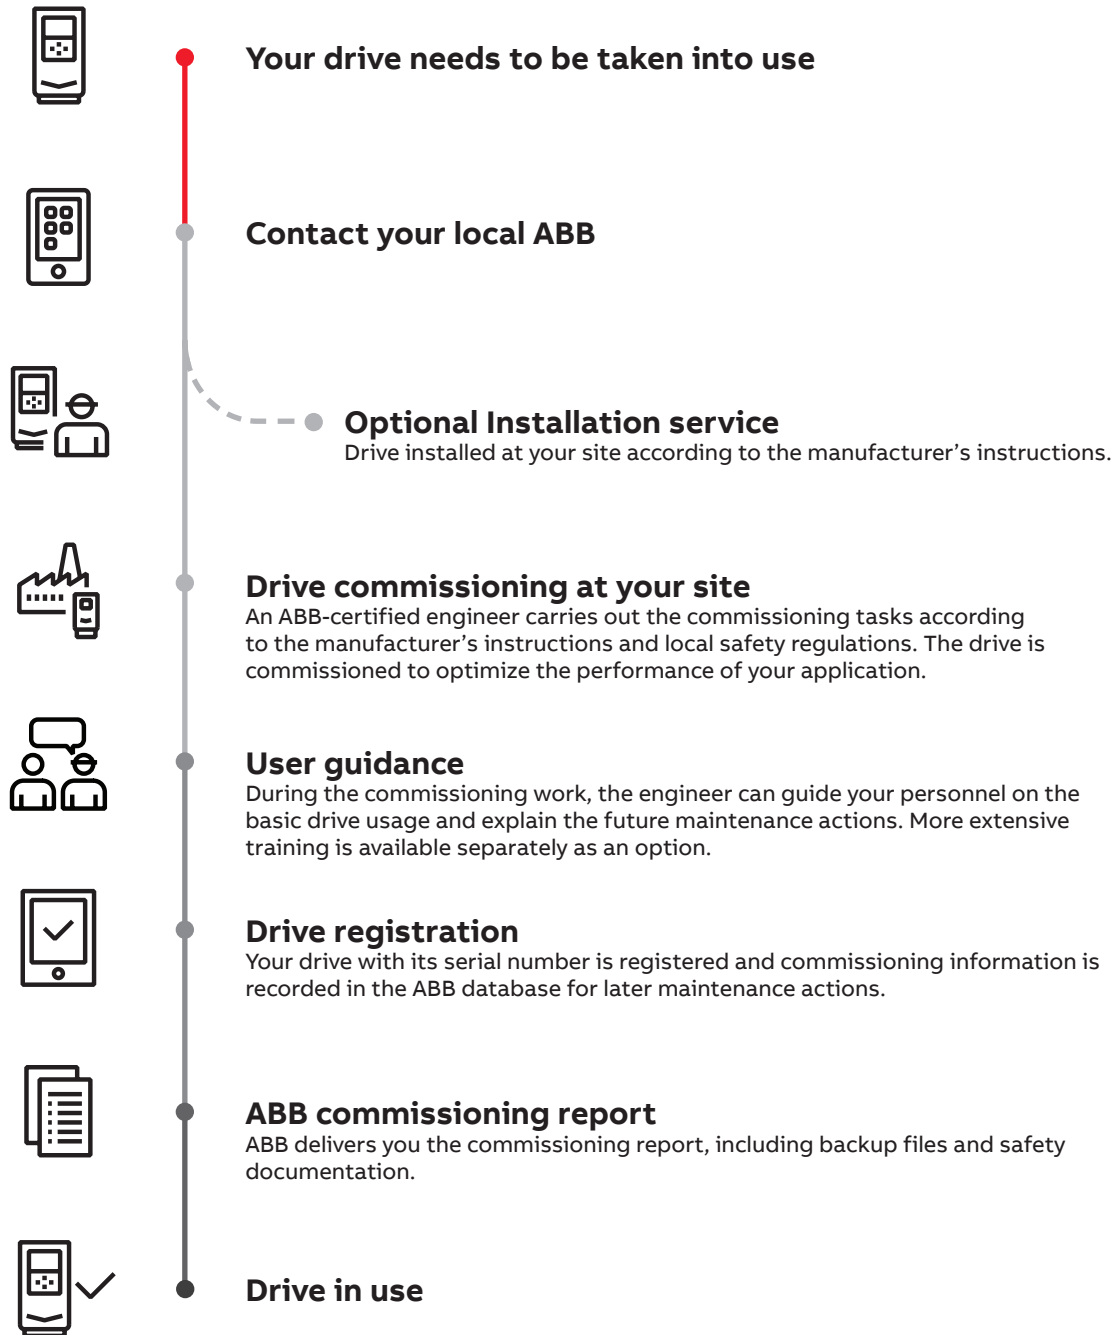 Your drive needs to be taken into use
Contact your local ABB
Optional Installation service
Drive installed at your site according to the manufacturer’s instructions.
Drive commissioning at your site
An ABB-certified engineer carries out the commissioning tasks according
to the manufacturer’s instructions and local safety regulations. The drive is
commissioned to optimize the performance of your application.
User guidance
During the commissioning work, the engineer can guide your personnel on the
basic drive usage and explain the future maintenance actions. More extensive
training is available separately as an option.
Drive registration
Your drive with its serial number is registered and commissioning information is
recorded in the ABB database for later maintenance actions.
ABB commissioning report
ABB delivers you the commissioning report, including backup files and safety
documentation.
Drive in use